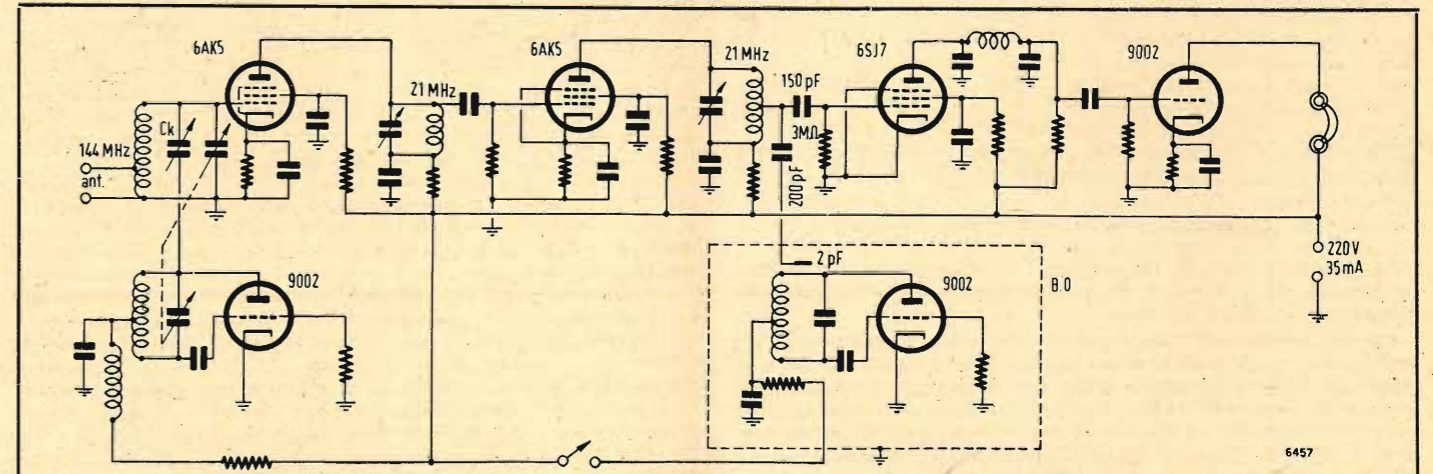 6AK5
6AK5
6SJ7
9002
21 MHz
21 MHz
150 pF
Ck
3MΩ
144 MHz
ant.
200 pF
220 V
35 mA
9002
2 pF
9002
B.O
6457